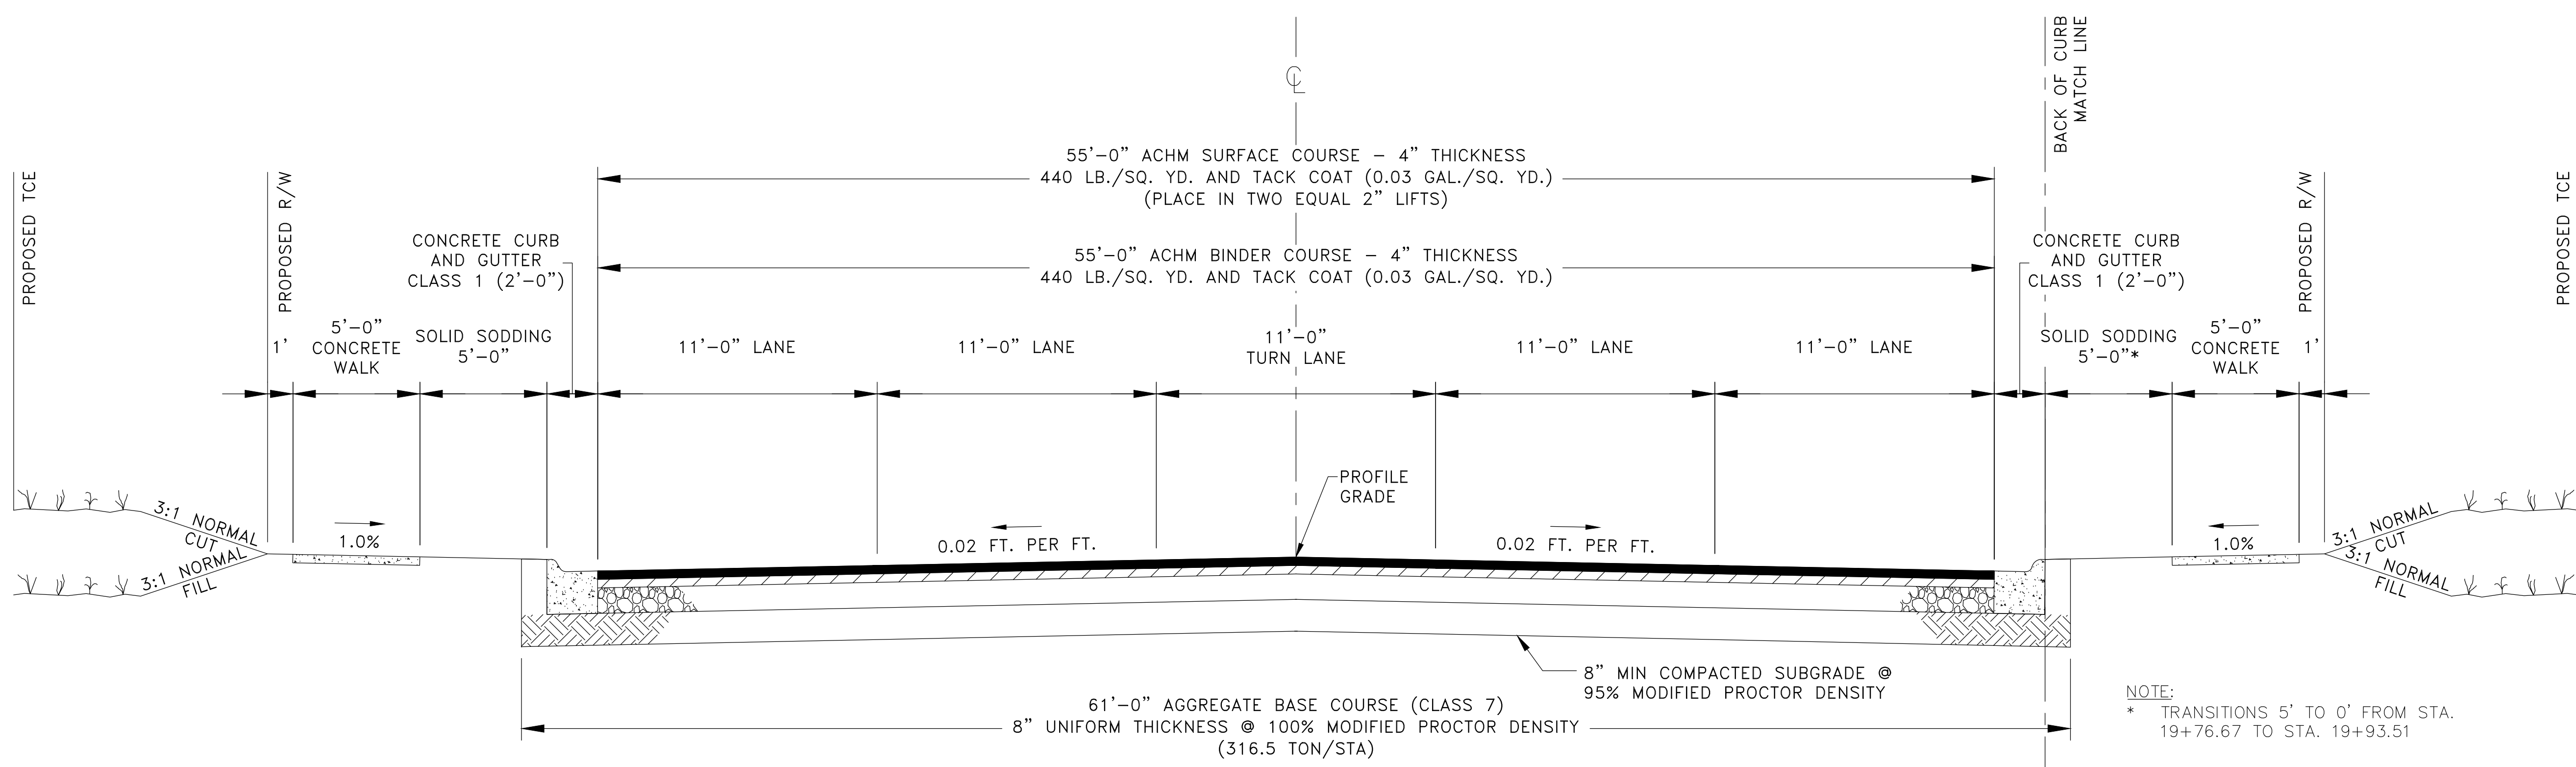 PROPOSED TCE
PROPOSED R/W
℄
BACK OF CURB
MATCH LINE
PROPOSED R/W
PROPOSED TCE
55'-0" ACHM SURFACE COURSE - 4" THICKNESS
440 LB./SQ. YD. AND TACK COAT (0.03 GAL./SQ. YD.)
(PLACE IN TWO EQUAL 2" LIFTS)
CONCRETE CURB
AND GUTTER
CLASS 1 (2'-0")
55'-0" ACHM BINDER COURSE - 4" THICKNESS
440 LB./SQ. YD. AND TACK COAT (0.03 GAL./SQ. YD.)
CONCRETE CURB
AND GUTTER
CLASS 1 (2'-0")
1'
5'-0"
CONCRETE
WALK
SOLID SODDING
5'-0"
11'-0" LANE
11'-0" LANE
11'-0"
TURN LANE
11'-0" LANE
11'-0" LANE
SOLID SODDING
5'-0"*
5'-0"
CONCRETE
WALK
1'
PROFILE
GRADE
3:1 NORMAL
CUT
3:1 NORMAL
FILL
1.0%
0.02 FT. PER FT.
0.02 FT. PER FT.
1.0%
3:1 NORMAL
CUT
3:1 NORMAL
FILL
8" MIN COMPACTED SUBGRADE @
95% MODIFIED PROCTOR DENSITY
61'-0" AGGREGATE BASE COURSE (CLASS 7)
8" UNIFORM THICKNESS @ 100% MODIFIED PROCTOR DENSITY
(316.5 TON/STA)
NOTE:
* TRANSITIONS 5' TO 0' FROM STA.
19+76.67 TO STA. 19+93.51